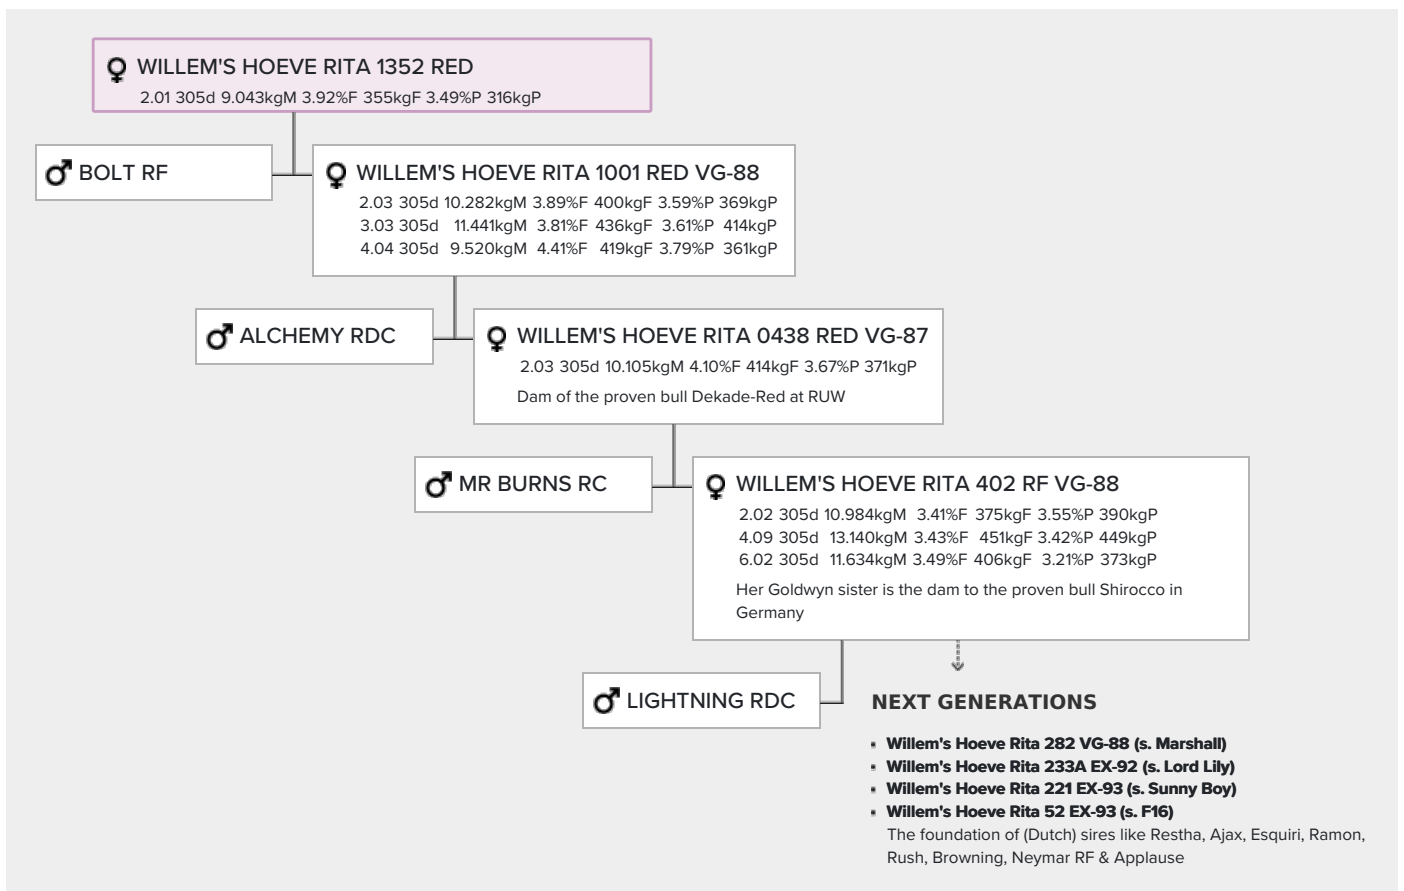 WILLEM'S HOEVE RITA 1352 RED
2.01 305d 9.043kgM 3.92%F 355kgF 3.49%P 316kgP
BOLT RF
WILLEM'S HOEVE RITA 1001 RED VG-88
2.03 305d 10.282kgM 3.89%F 400kgF 3.59%P 369kgP
3.03 305d 11.441kgM 3.81%F 436kgF 3.61%P 414kgP
4.04 305d 9.520kgM 4.41%F 419kgF 3.79%P 361kgP
ALCHEMY RDC
WILLEM'S HOEVE RITA 0438 RED VG-87
2.03 305d 10.105kgM 4.10%F 414kgF 3.67%P 371kgP
Dam of the proven bull Dekade-Red at RUW
MR BURNS RC
WILLEM'S HOEVE RITA 402 RF VG-88
2.02 305d 10.984kgM 3.41%F 375kgF 3.55%P 390kgP
4.09 305d 13.140kgM 3.43%F 451kgF 3.42%P 449kgP
6.02 305d 11.634kgM 3.49%F 406kgF 3.21%P 373kgP
Her Goldwyn sister is the dam to the proven bull Shirocco in
Germany
LIGHTNING RDC
NEXT GENERATIONS
Willem's Hoeve Rita 282 VG-88 (s. Marshall)
Willem's Hoeve Rita 233A EX-92 (s. Lord Lily)
Willem's Hoeve Rita 221 EX-93 (s. Sunny Boy)
Willem's Hoeve Rita 52 EX-93 (s. F16)
The foundation of (Dutch) sires like Restha, Ajax, Esquiri, Ramon,
Rush, Browning, Neymar RF & Applause